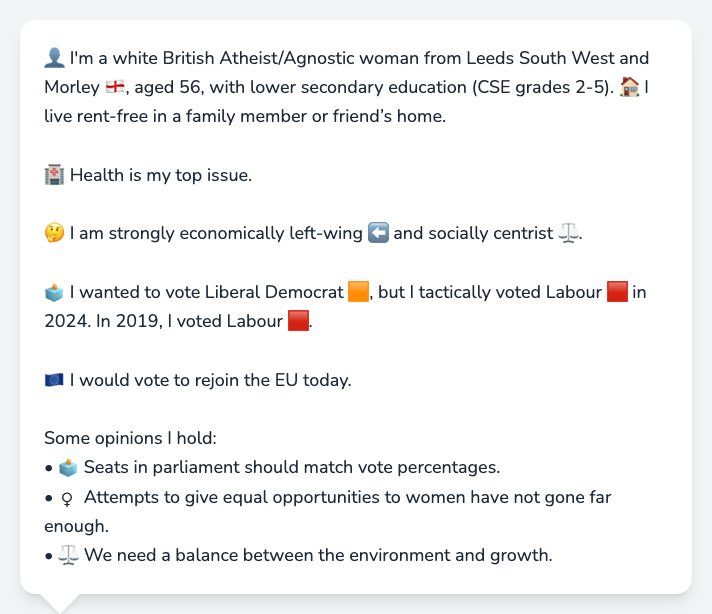 👤 I'm a white British Atheist/Agnostic woman from Leeds South West and
Morley 🏴󠁧󠁢󠁥󠁮󠁧󠁿, aged 56, with lower secondary education (CSE grades 2-5). 🏠 I
live rent-free in a family member or friend’s home.
🏥 Health is my top issue.
🤔 I am strongly economically left-wing ⬅️ and socially centrist ⚖️.
🗳️ I wanted to vote Liberal Democrat 🟧, but I tactically voted Labour 🟥 in
2024. In 2019, I voted Labour 🟥.
🇪🇺 I would vote to rejoin the EU today.
Some opinions I hold:
• 🗳️ Seats in parliament should match vote percentages.
• ♀ Attempts to give equal opportunities to women have not gone far
enough.
• ⚖️ We need a balance between the environment and growth.